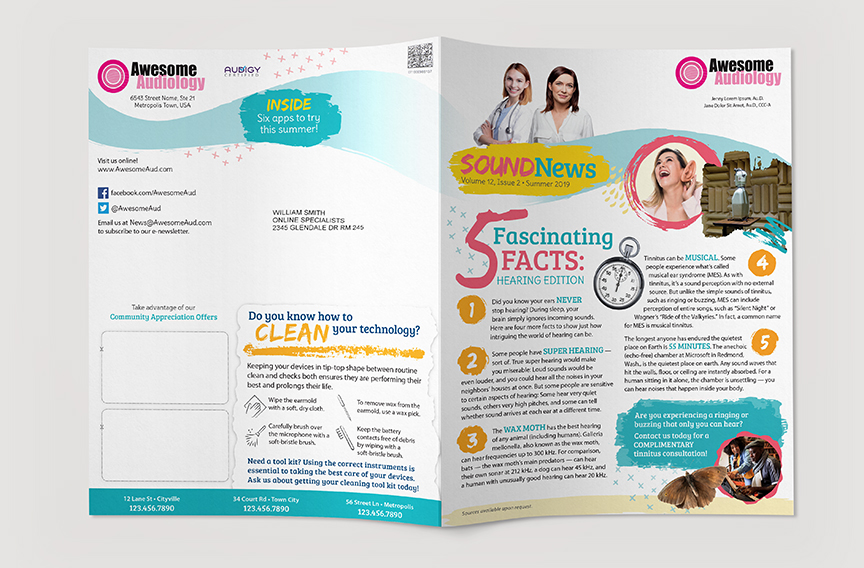 Awesome
Audiology
6543 Street Name, Ste 21
Metropolis Town, USA
AUDIGY
CERTIFIED
INSIDE
Six apps to try
this summer!
Visit us online!
www.AwesomeAud.com
facebook.com/AwesomeAud
@AwesomeAud
Email us at News@AwesomeAud.com
to subscribe to our e-newsletter.
WILLIAM SMITH
ONLINE SPECIALISTS
2345 GLENDALE DR RM 245
Take advantage of our
Community Appreciation Offers
Do you know how to
CLEAN your technology?
Keeping your devices in tip-top shape between routine
clean and checks both ensures they are performing their
best and prolongs their life.
Wipe the earmold
with a soft, dry cloth.
To remove wax from the
earmold, use a wax pick.
Carefully brush over
the microphone with a
soft-bristle brush.
Keep the battery
contacts free of debris
by wiping with a
soft-bristle brush.
Need a tool kit? Using the correct instruments is
essential to taking the best care of your devices.
Ask us about getting your cleaning tool kit today!
12 Lane St • Cityville
123.456.7890
34 Court Rd • Town City
123.456.7890
56 Street Ln • Metropolis
123.456.7890
Awesome
Audiology
Jenny Lorem Ipsum, Au.D.
Jane Dolor Sit Amet, Au.D., CCC-A
SOUNDNews
Volume 12, Issue 2 • Summer 2019
5 Fascinating
FACTS:
HEARING EDITION
1
Did you know your ears NEVER
stop hearing? During sleep, your
brain simply ignores incoming sounds.
Here are four more facts to show just how
intriguing the world of hearing can be.
2
Some people have SUPER HEARING —
sort of. True super hearing would make
you miserable: Loud sounds would be
even louder, and you could hear all the noises in your
neighbors' houses at once. But some people are sensitive
to certain aspects of hearing: Some hear very quiet
sounds, others very high pitches, and some can tell
whether sound arrives at each ear at a different time.
3
The WAX MOTH has the best hearing
of any animal (including humans). Galleria
mellonella, also known as the wax moth,
can hear frequencies up to 300 kHz. For comparison,
bats — the wax moth's main predators — can hear
their own sonar at 212 kHz, a dog can hear 45 kHz, and
a human with unusually good hearing can hear 20 kHz.
Sources available upon request
4
Tinnitus can be MUSICAL. Some
people experience what's called
musical ear syndrome (MES). As with
tinnitus, it's a sound perception with no external
source. But unlike the simple sounds of tinnitus,
such as ringing or buzzing, MES can include
perception of entire songs, such as "Silent Night" or
Wagner's "Ride of the Valkyries." In fact, a common name
for MES is musical tinnitus.
5
The longest anyone has endured the quietest
place on Earth is 55 MINUTES. The anechoic
(echo-free) chamber at Microsoft in Redmond,
Wash., is the quietest place on earth. Any sound waves that
hit the walls, floor, or ceiling are instantly absorbed. For a
human sitting in it alone, the chamber is unsettling — you
can hear noises that happen inside your body.
Are you experiencing a ringing or
buzzing that only you can hear?
Contact us today for a
COMPLIMENTARY
tinnitus consultation!